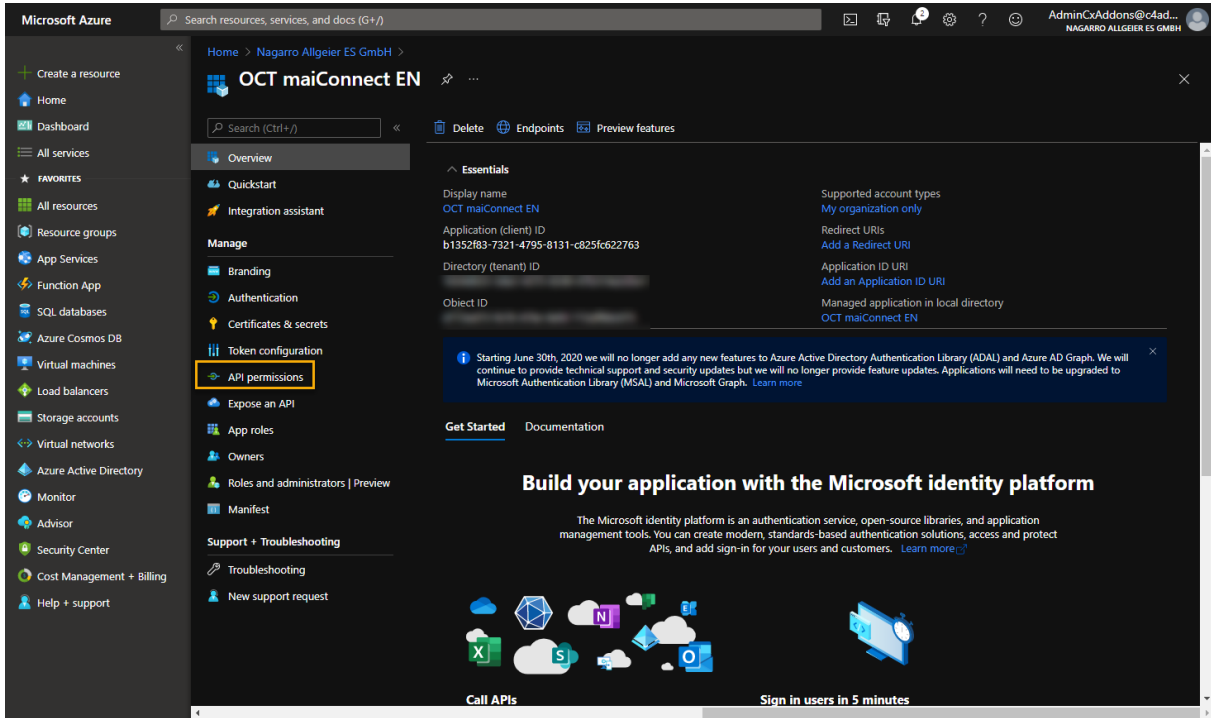 Microsoft Azure
Search resources, services, and docs (G+/)
2
AdminCxAddons@c4ad...
NAGARRO ALLGEIER ES GMBH
Create a resource
Home
Dashboard
All services
FAVORITES
All resources
Resource groups
App Services
Function App
SQL databases
Azure Cosmos DB
Virtual machines
Load balancers
Storage accounts
Virtual networks
Azure Active Directory
Monitor
Advisor
Security Center
Cost Management + Billing
Help + support
Home > Nagarro Allgeier ES GmbH >
OCT maiConnect EN
Search (Ctrl+/)
Overview
Quickstart
Integration assistant
Manage
Branding
Authentication
Certificates & secrets
Token configuration
API permissions
Expose an API
App roles
Owners
Roles and administrators | Preview
Manifest
Support + Troubleshooting
Troubleshooting
New support request
Delete
Endpoints
Preview features
Essentials
Display name
OCT maiConnect EN
Application (client) ID
b1352f83-7321-4795-8131-c825fc622763
Directory (tenant) ID
Object ID
Supported account types
My organization only
Redirect URIs
Add a Redirect URI
Application ID URI
Add an Application ID URI
Managed application in local directory
OCT maiConnect EN
Starting June 30th, 2020 we will no longer add any new features to Azure Active Directory Authentication Library (ADAL) and Azure AD Graph. We will
continue to provide technical support and security updates but we will no longer provide feature updates. Applications will need to be upgraded to
Microsoft Authentication Library (MSAL) and Microsoft Graph. Learn more
Get Started
Documentation
Build your application with the Microsoft identity platform
The Microsoft identity platform is an authentication service, open-source libraries, and application
management tools. You can create modern, standards-based authentication solutions, access and protect
APIs, and add sign-in for your users and customers. Learn more
N
E
X
S
O
Call APIs
Sign in users in 5 minutes